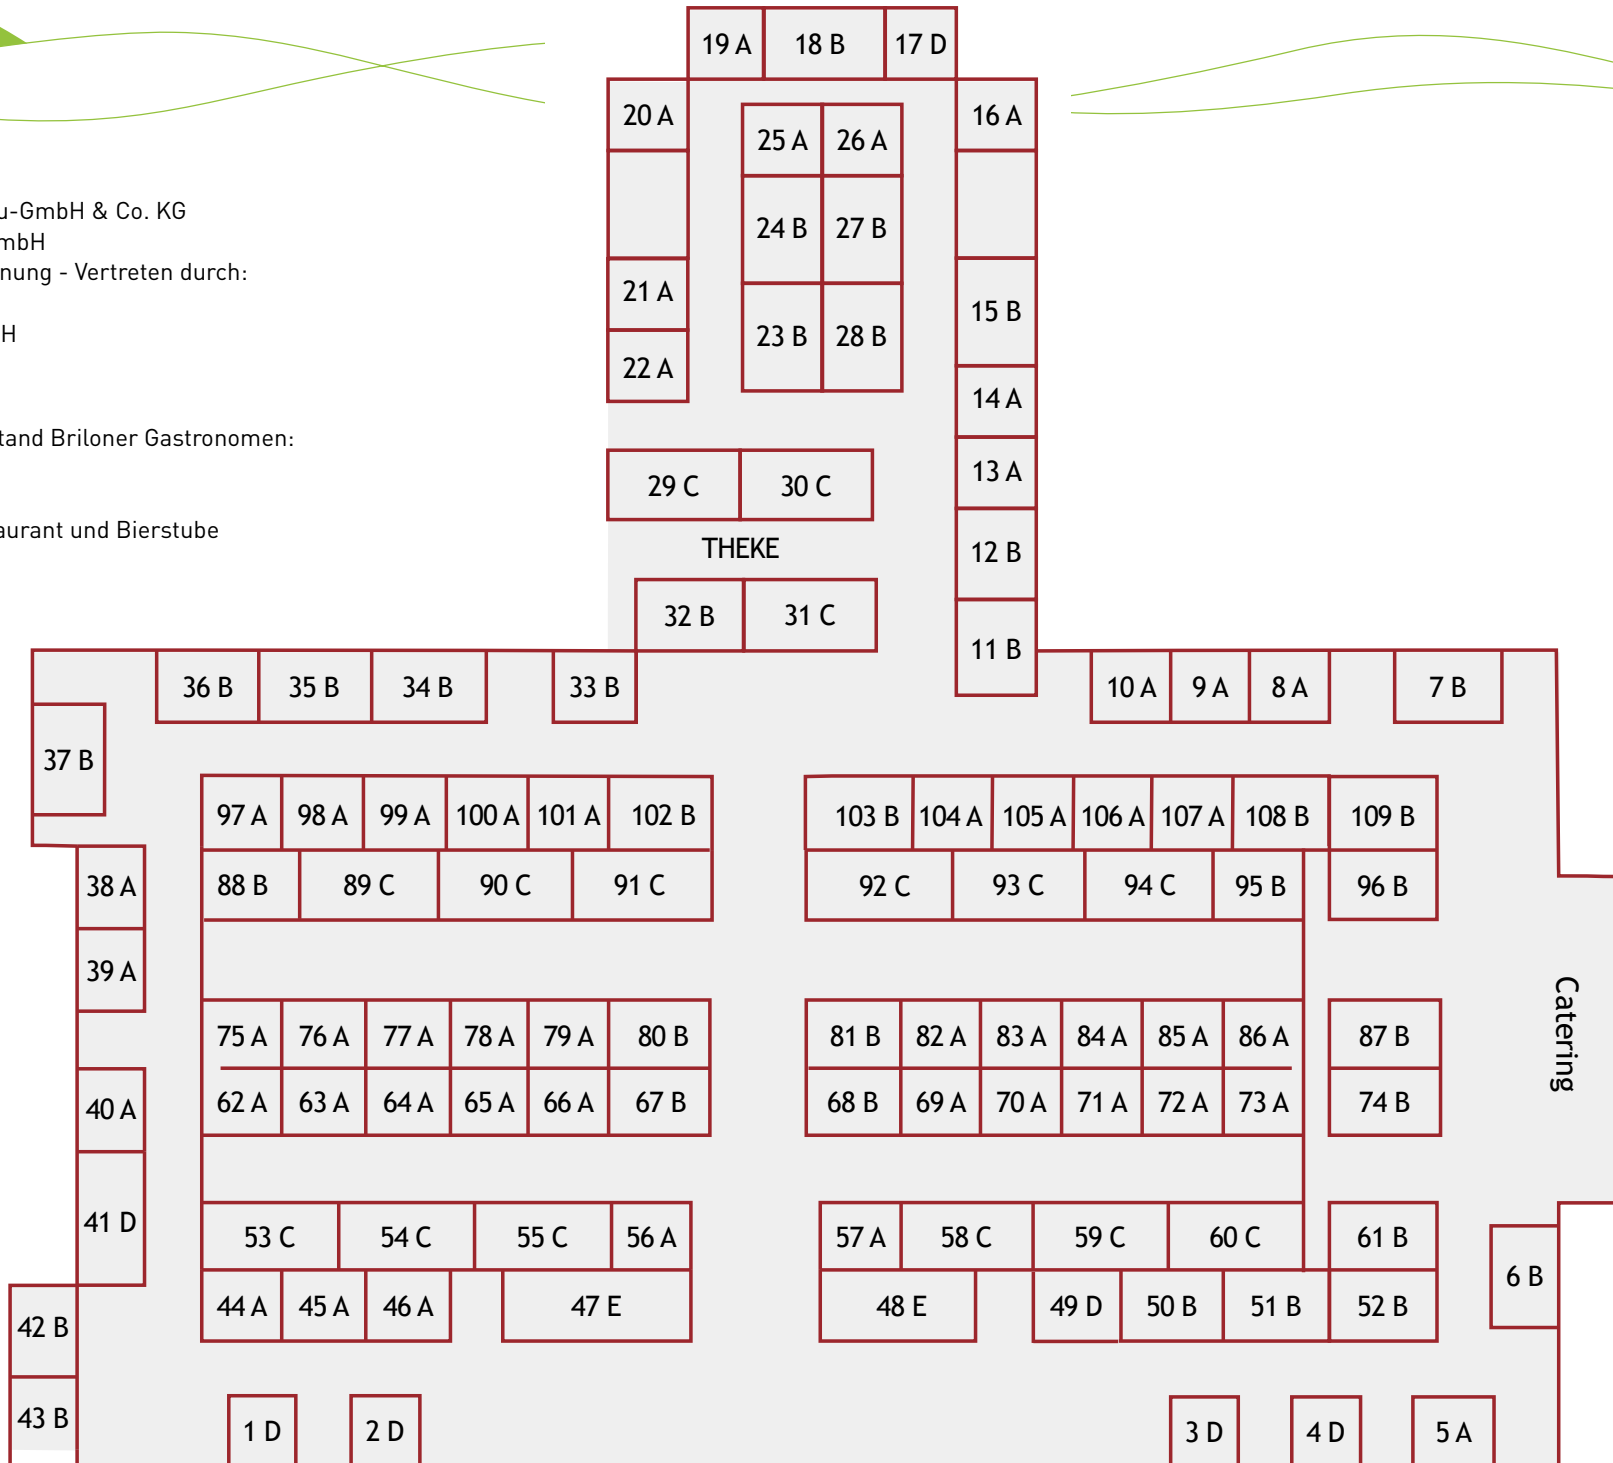 19 A 18 B 17 D
20 A 16 A
25 A 26 A
u-GmbH & Co. KG
24 B 27 B
mbH
nung - Vertreten durch:
21 A
15 B
H
23 B 28 B
22 A
14 A
tand Briloner Gastronomen:
13 A
29 C 30 C
aurant und Bierstube
THEKE
12 B
32 B 31 C
11 B
36 B 35 B 34 B 33 B 10 A 9 A 8 A 7 B
37 B
97 A 98 A 99 A 100 A 101 A 102 B 103 B 104 A 105 A 106 A 107 A 108 B 109 B
38 A 88 B 89 C 90 C 91 C 92 C 93 C 94 C 95 B 96 B
39 A
Catering
75 A 76 A 77 A 78 A 79 A 80 B 81 B 82 A 83 A 84 A 85 A 86 A 87 B
40 A 62 A 63 A 64 A 65 A 66 A 67 B 68 B 69 A 70 A 71 A 72 A 73 A 74 B
41 D
53 C 54 C 55 C 56 A 57 A 58 C 59 C 60 C 61 B
6 B
44 A 45 A 46 A 47 E 48 E 49 D 50 B 51 B 52 B
42 B
43 B
1 D 2 D 3 D 4 D 5 A